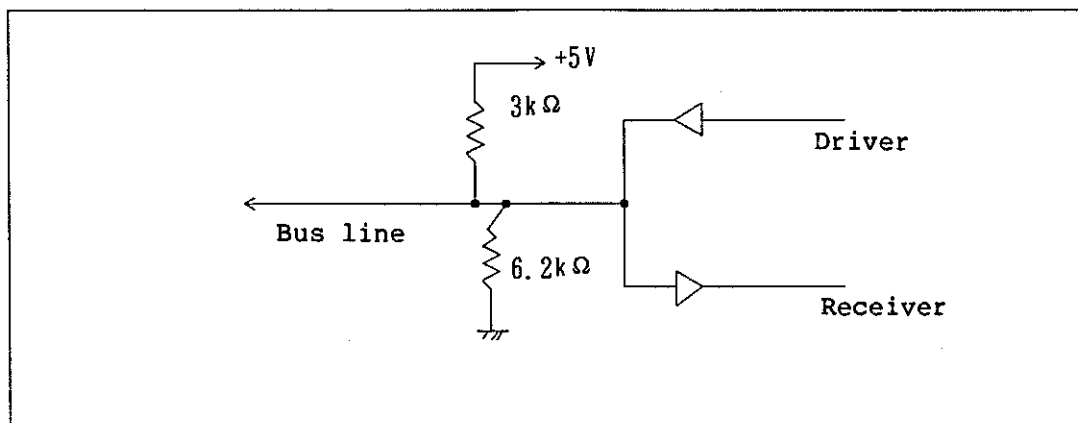 +5V
3kΩ
Driver
Bus line
6.2kΩ
Receiver